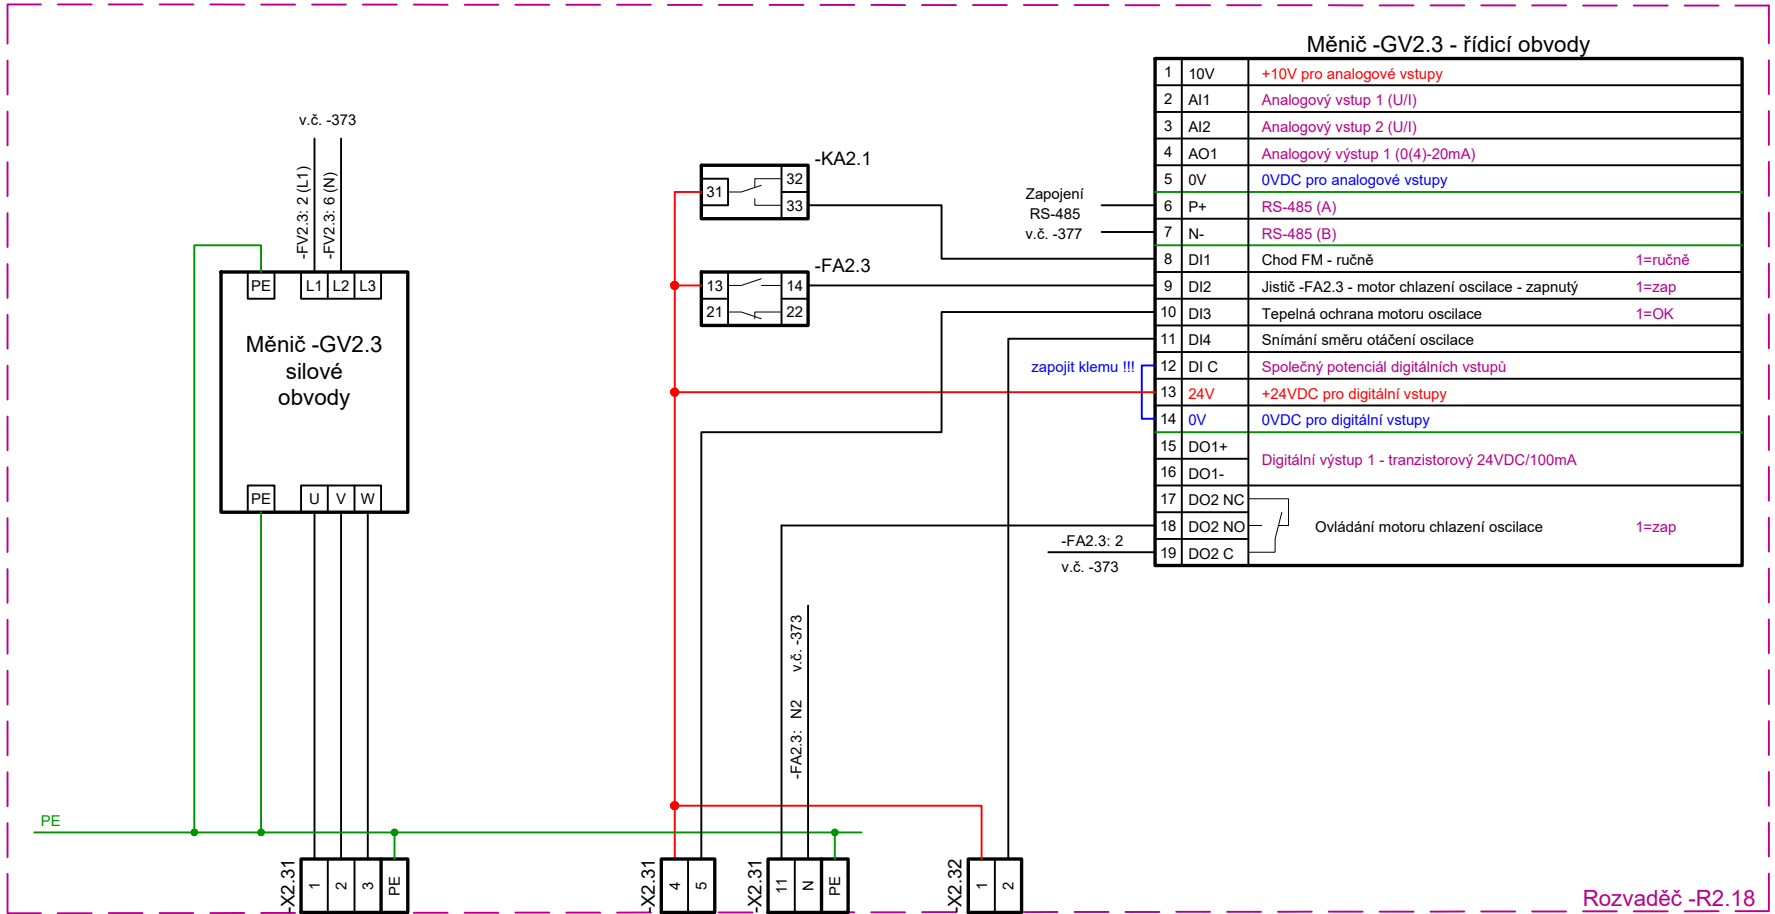 Měnič -GV2.3 - řídicí obvody
1 10V +10V pro analogové vstupy
2 AI1 Analogový vstup 1 (U/I)
3 AI2 Analogový vstup 2 (U/I)
4 AO1 Analogový výstup 1 (0(4)-20mA)
5 0V 0VDC pro analogové vstupy
6 P+ RS-485 (A)
7 N- RS-485 (B)
8 DI1 Chod FM - ručně 1=ručně
9 DI2 Jistič -FA2.3 - motor chlazení oscilace - zapnutý 1=zap
10 DI3 Tepelná ochrana motoru oscilace 1=OK
11 DI4 Snímání směru otáčení oscilace
12 DI C Společný potenciál digitálních vstupů
13 24V +24VDC pro digitální vstupy
14 0V 0VDC pro digitální vstupy
15 DO1+
Digitální výstup 1 - tranzistorový 24VDC/100mA
16 DO1-
17 DO2 NC
18 DO2 NO Ovládání motoru chlazení oscilace 1=zap
19 DO2 C
v.č. -373
-FV2.3: 2 (L1)
-FV2.3: 6 (N)
PE L1 L2 L3
Měnič -GV2.3
silové
obvody
PE U V W
-KA2.1
31 32
33
-FA2.3
13 14
21 22
Zapojení
RS-485
v.č. -377
zapojit klemu !!!
-FA2.3: 2
v.č. -373
-FA2.3: N2 v.č. -373
PE
-X2.31 1 2 3 PE
-X2.31 4 5
-X2.31 11 N PE
-X2.32 1 2
Rozvaděč -R2.18